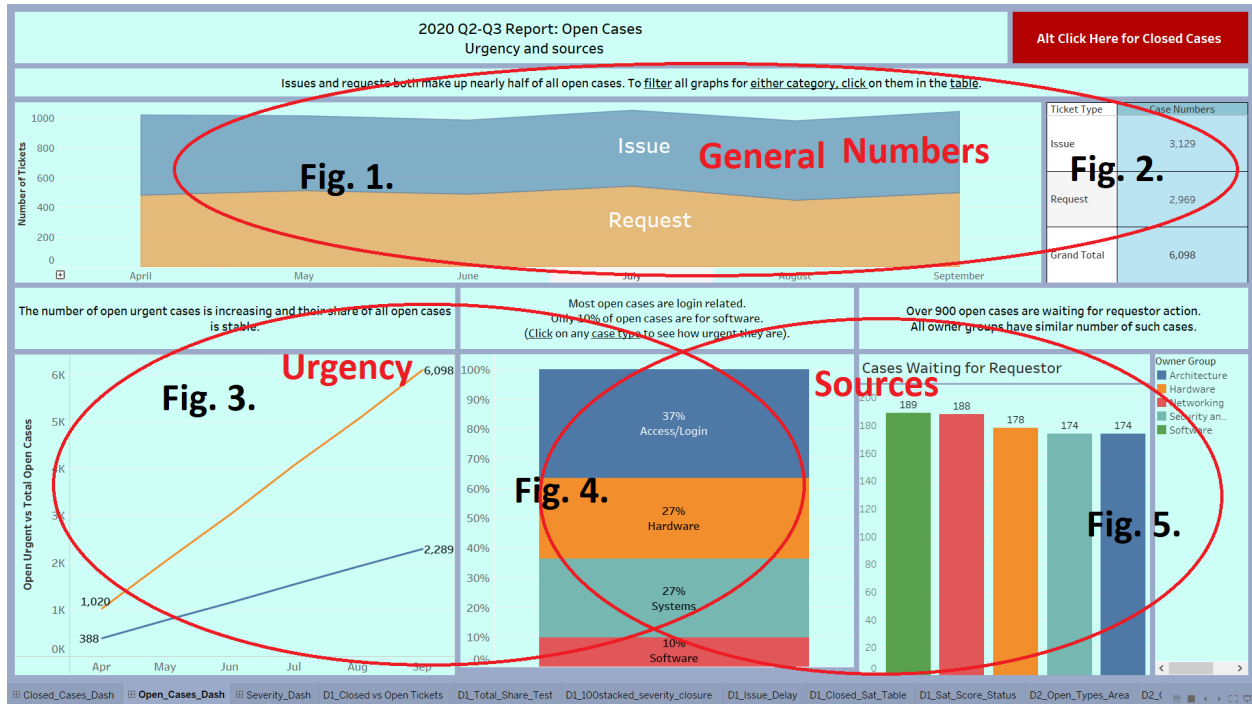 2020 Q2-Q3 Report: Open Cases
Urgency and sources
Alt Click Here for Closed Cases
Issues and requests both make up nearly half of all open cases. To filter all graphs for either category, click on them in the table.
Number of Tickets
1000
800
600
400
200
0
Issue
Request
General Numbers
Fig. 1.
April
May
June
July
August
September
Ticket Type
Case Numbers
Issue
3,129
Fig. 2.
Request
2,969
Grand Total
6,098
The number of open urgent cases is increasing and their share of all open cases
is stable.
Urgency
Fig. 3.
Open Urgent vs Total Open Cases
6K
5K
4K
3K
2K
1K
0K
6,098
2,289
1,020
388
Apr
May
Jun
Jul
Aug
Sep
Most open cases are login related.
Only 10% of open cases are for software.
(Click on any case type to see how urgent they are).
100%
90%
80%
70%
60%
50%
40%
30%
20%
10%
0%
37%
Access/Login
Fig. 4.
27%
Hardware
27%
Systems
10%
Software
Over 900 open cases are waiting for requestor action.
All owner groups have similar number of such cases.
Sources
Cases Waiting for Requestor
200
180
160
140
120
100
80
60
40
20
0
189
188
178
174
174
Fig. 5.
Owner Group
Architecture
Hardware
Networking
Security an..
Software
Closed_Cases_Dash
Open_Cases_Dash
Severity_Dash
D1_Closed vs Open Tickets
D1_Total_Share_Test
D1_100stacked_severity_closure
D1_Issue_Delay
D1_Closed_Sat_Table
D1_Sat_Score_Status
D2_Open_Types_Area